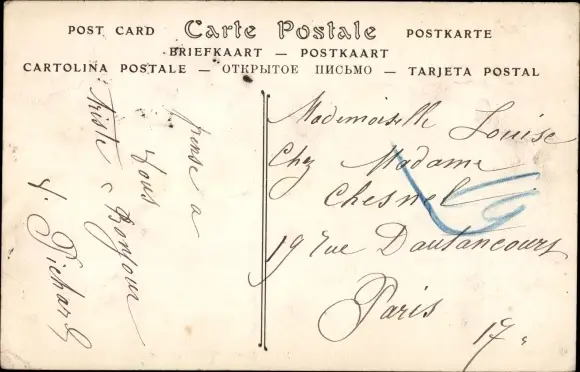 POST CARD Carte Postale POSTKARTE
BRIEFKAART — POSTKAART
CARTOLINA POSTALE — ОТКРЫТОЕ ПИСЬМО — TARJETA POSTAL
pense a
vous
Bonjour
triste
Y. Pichard
Mademoiselle Louise
Chez Madame
Chesnel
19 rue Dautancourt
Paris 17e